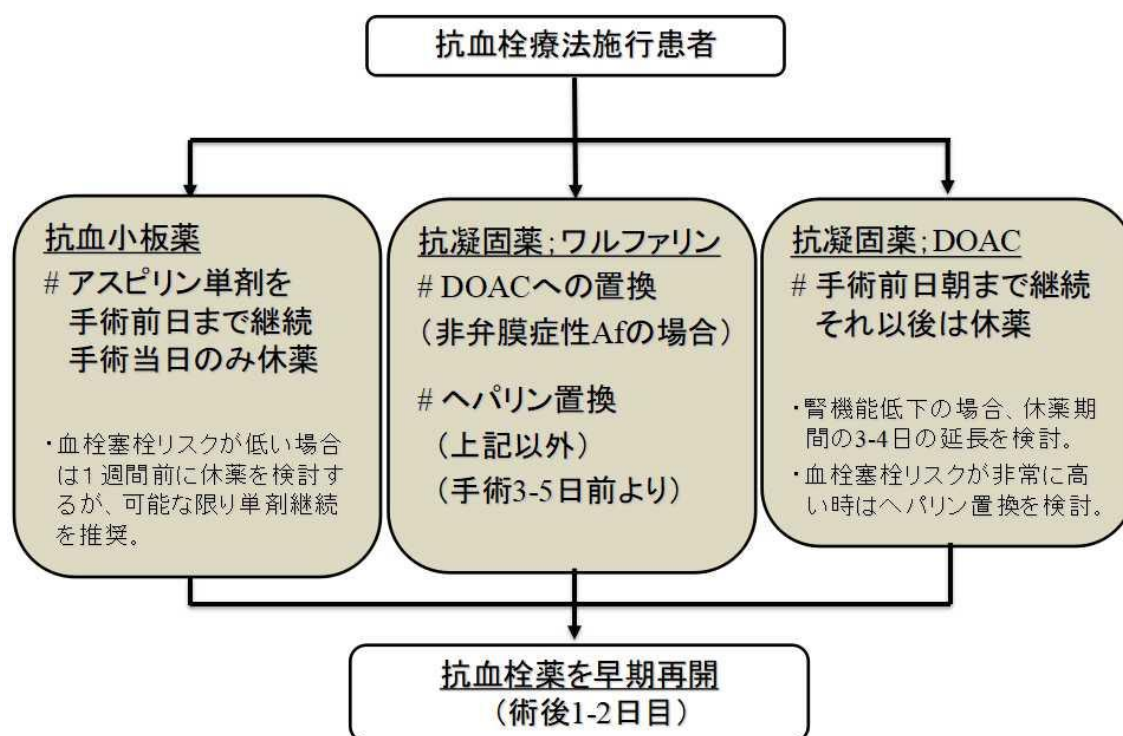 抗血栓療法施行患者
抗血小板薬
# アスピリン単剤を
手術前日まで継続
手術当日のみ休薬
・血栓塞栓リスクが低い場合
は1週間前に休薬を検討す
るが、可能な限り単剤継続
を推奨。
抗凝固薬；ワルファリン
# DOACへの置換
（非弁膜症性Afの場合）
# ヘパリン置換
（上記以外）
（手術3-5日前より）
抗凝固薬；DOAC
# 手術前日朝まで継続
それ以後は休薬
・腎機能低下の場合、休薬期
間の3-4日の延長を検討。
・血栓塞栓リスクが非常に高
い時はヘパリン置換を検討。
抗血栓薬を早期再開
（術後1-2日目）